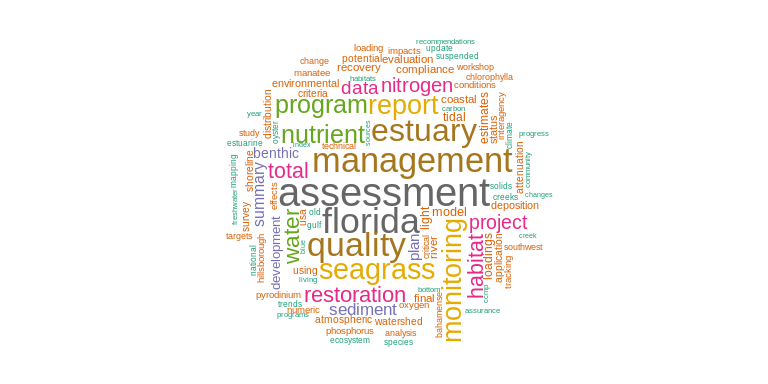 recommendations
loading
impacts
update
change
potential
evaluation
suspended
manatee
recovery
compliance
workshop
environmental
habitats
data
nitrogen
chlorophylla
conditions
criteria
program
report
coastal
carbon
year
distribution
tidal
estimates
status
interagency
study
oyster
nutrient
sources
estuary
climate
progress
estuarine
index
technical
benthic
management
attenuation
community
mapping
shoreline
total
freshwater
summary
effects
assessment
solids
creeks
changes
survey
usa
old
florida
light
model
deposition
targets
gulf
water
project
creek
hillsborough
development
blue
quality
plan
critical
river
monitoring
habitat
loadings
application
southwest
national
using
seagrass
tracking
living
pyrodinium
restoration
bottom
final
comp
trends
numeric
programs
sediment
oxygen
bahamense
assurance
atmospheric
watershed
phosphorus
analysis
ecosystem
species